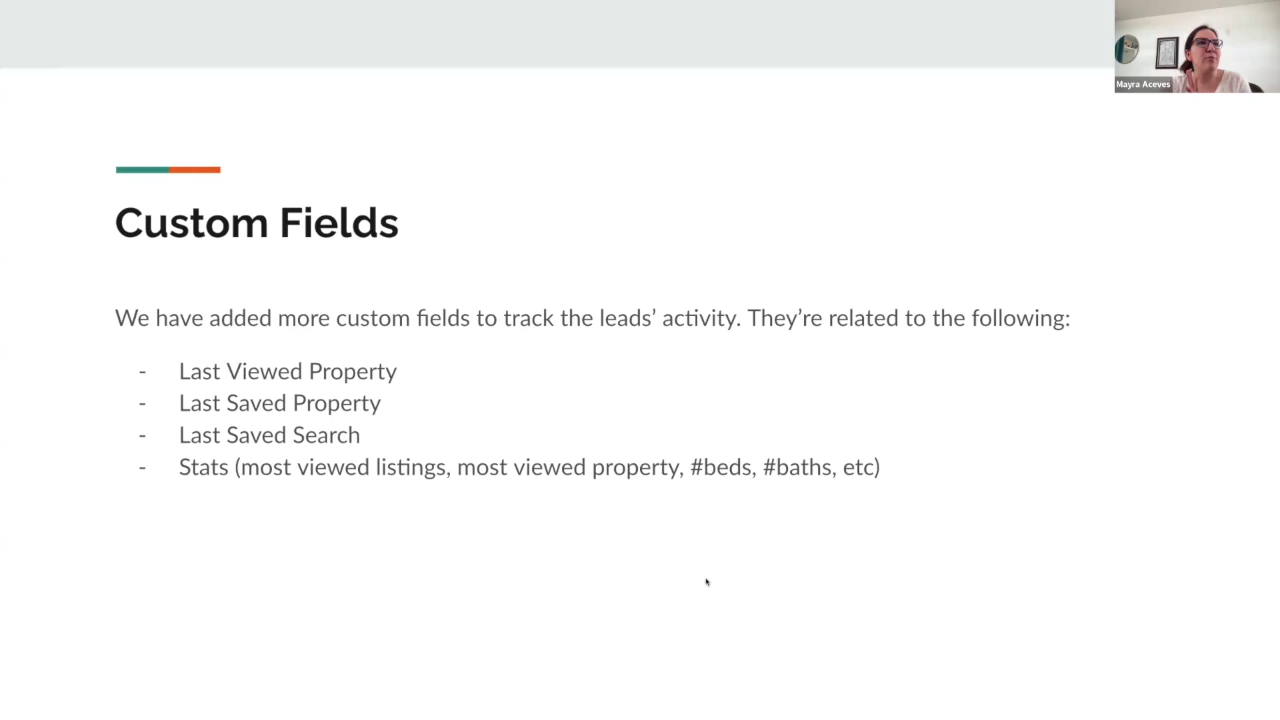 Mayra Aceves
Custom Fields
We have added more custom fields to track the leads’ activity. They’re related to the following:
- Last Viewed Property
- Last Saved Property
- Last Saved Search
- Stats (most viewed listings, most viewed property, #beds, #baths, etc)